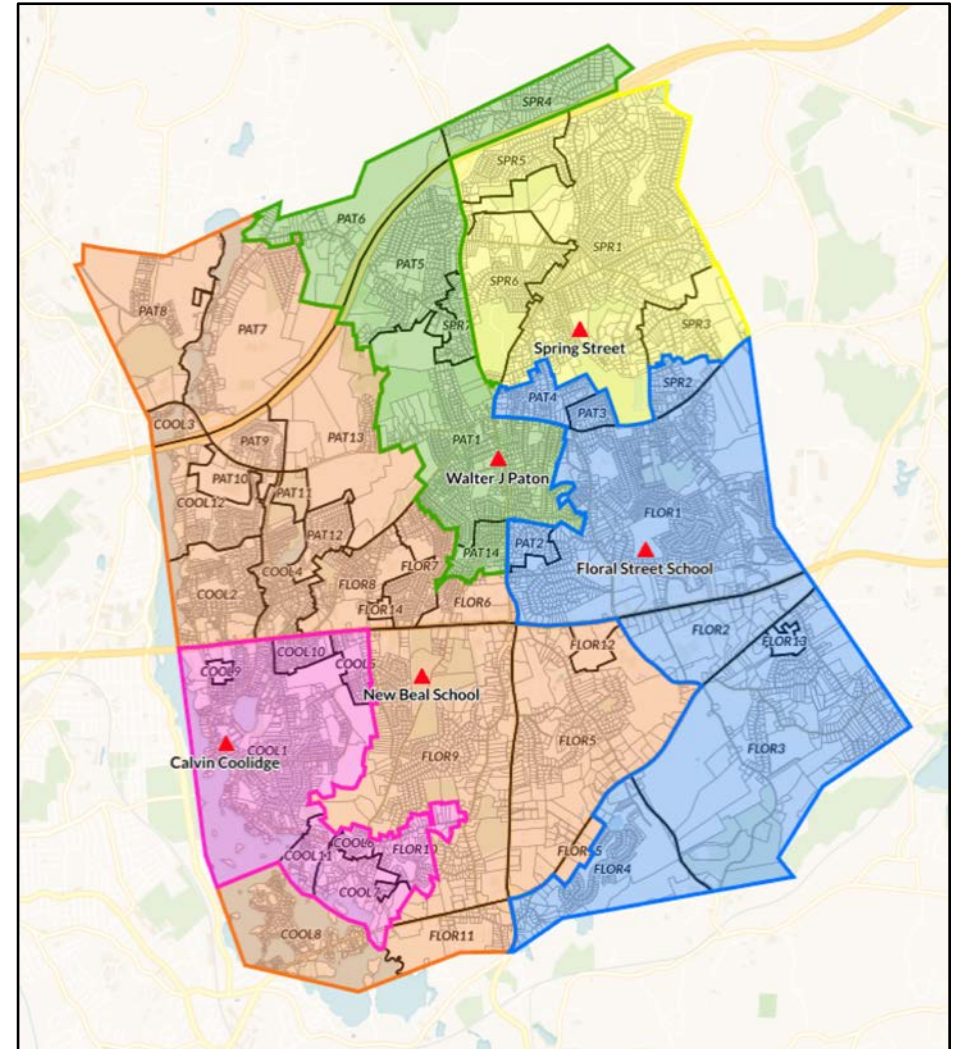 SPR4
SPR5
PAT6
SPR1
PAT5
SPR6
PAT8
PAT7
SPR7
SPR3
Spring Street
SPR2
PAT4
PAT3
COOL3
PAT9
PAT13
PAT1
Walter J Paton
PAT10
PAT11
COOL12
FLOR1
PAT12
PAT2
PAT14
Floral Street School
COOL4
FLOR7
FLOR8
COOL2
FLOR14
FLOR6
FLOR2
FLOR13
FLOR12
COOL10
COOL5
COOL9
New Beal School
FLOR5
FLOR3
COOL1
FLOR9
Calvin Coolidge
COOL6
FLOR10
COOL11
FLOR4
COOL8
FLOR11